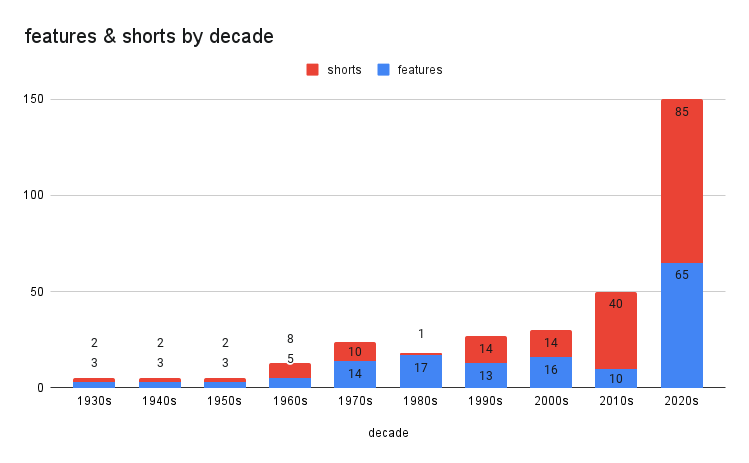 features & shorts by decade
shorts features
150
100
50
0
2 2 2 8 10 1 14 14 40 85
3 3 3 5 14 17 13 16 10 65
1930s 1940s 1950s 1960s 1970s 1980s 1990s 2000s 2010s 2020s
decade